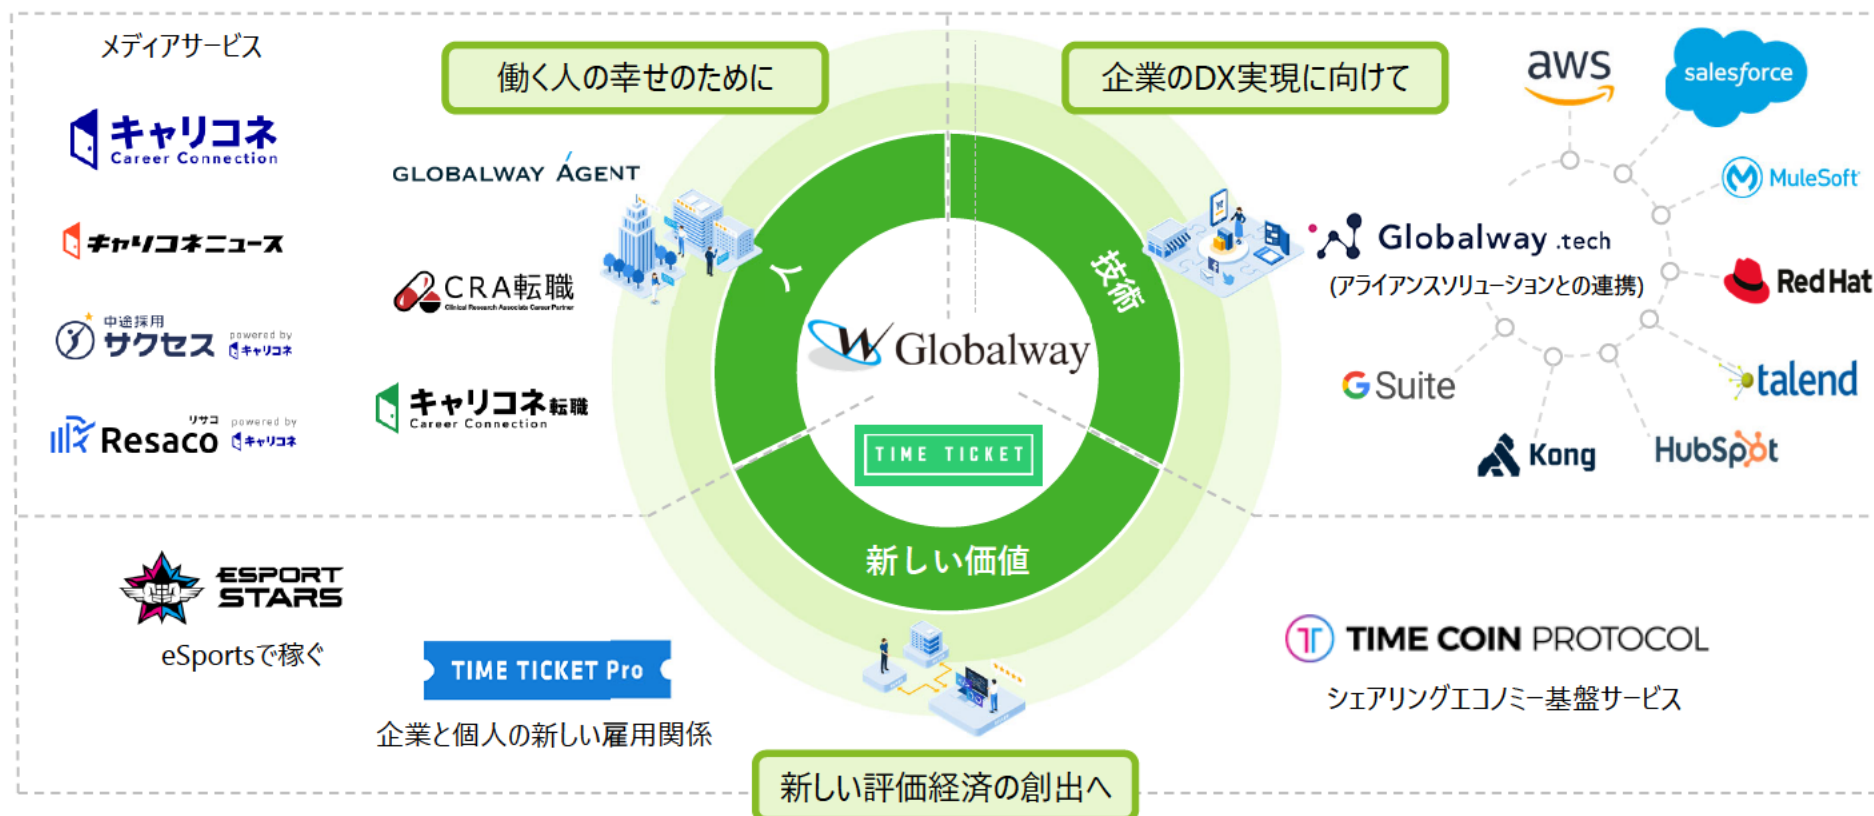 メディアサービス
キャリコネ
Career Connection
キャリコネニュース
中途採用
サクセス
powered by
キャリコネ
リサコ
Resaco
powered by
キャリコネ
働く人の幸せのために
GLOBALWAY AGENT
CRA転職
Clinical Research Associate Career Partner
キャリコネ転職
Career Connection
人
技術
新しい価値
Globalway
TIME TICKET
企業のDX実現に向けて
aws
salesforce
MuleSoft
Globalway .tech
(アライアンスソリューションとの連携)
Red Hat
G Suite
talend
Kong
HubSpot
ESPORT
STARS
eSportsで稼ぐ
TIME TICKET Pro
企業と個人の新しい雇用関係
TIME COIN PROTOCOL
シェアリングエコノミー基盤サービス
新しい評価経済の創出へ